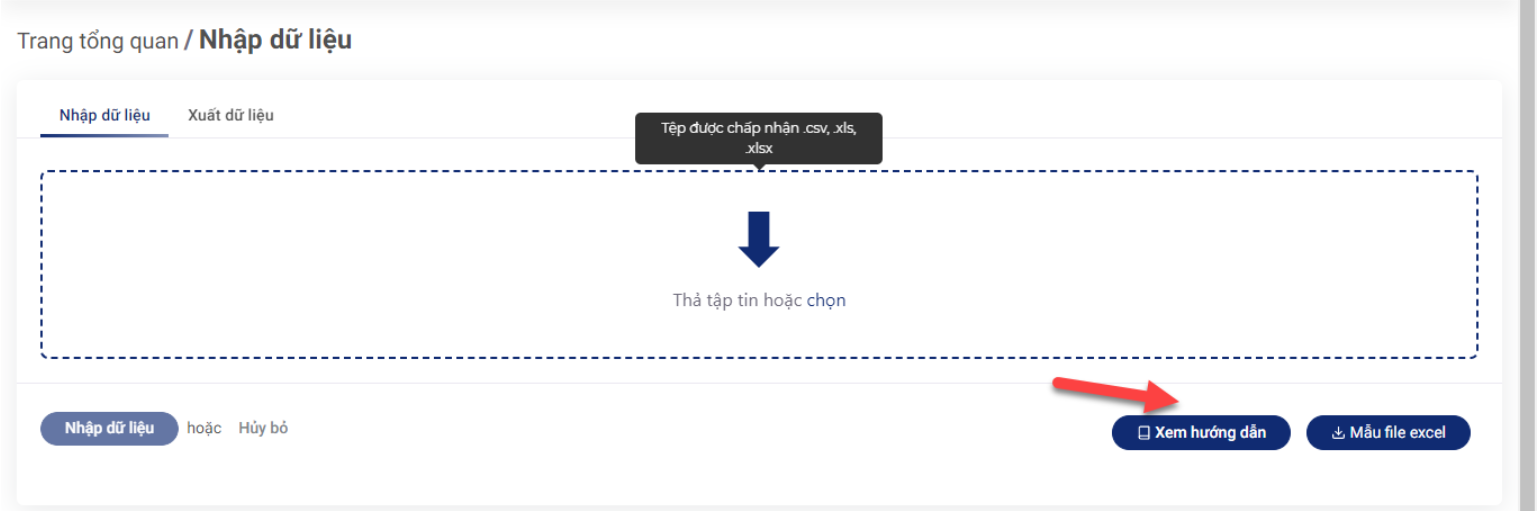 Trang tổng quan / Nhập dữ liệu
Nhập dữ liệu Xuất dữ liệu
Tệp được chấp nhận .csv, .xls,
.xlsx
Thả tập tin hoặc chọn
Nhập dữ liệu hoặc Hủy bỏ Xem hướng dẫn Mẫu file excel